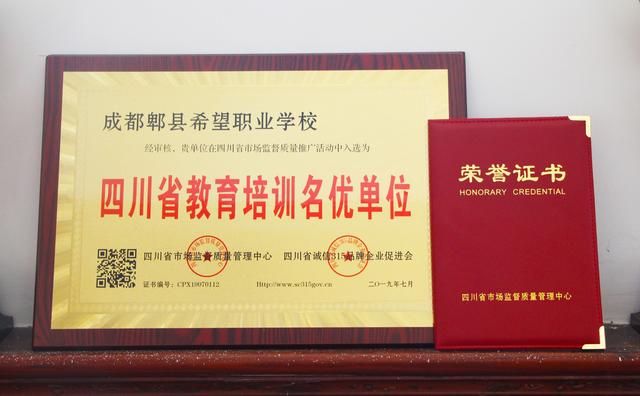 成都郫县希望职业学校
经审核、贵单位在四川省市场监督质量推广活动中入选为
四川省教育培训名优单位
四川省市场监督质量管理中心 四川省诚信315品牌企业促进会
证书编号：CPX19070112 Http://www.sc315gov.cn 二〇一九年七月
荣誉证书
HONORARY CREDENTIAL
四川省市场监督质量管理中心